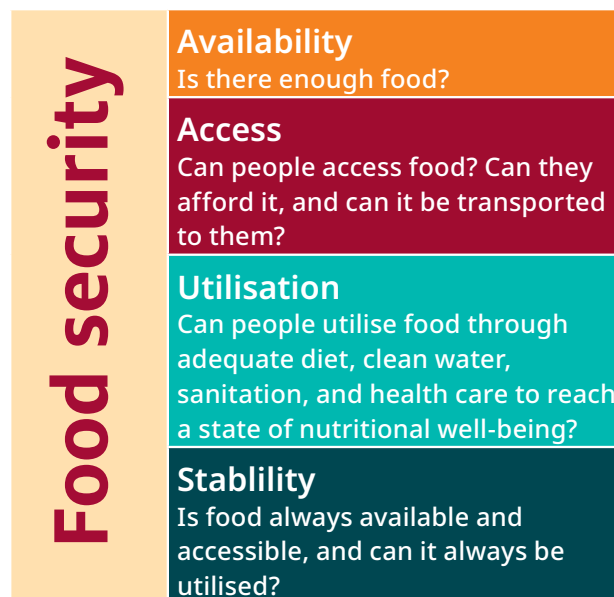 Food security
Availability
Is there enough food?
Access
Can people access food? Can they
afford it, and can it be transported
to them?
Utilisation
Can people utilise food through
adequate diet, clean water,
sanitation, and health care to reach
a state of nutritional well-being?
Stablility
Is food always available and
accessible, and can it always be
utilised?